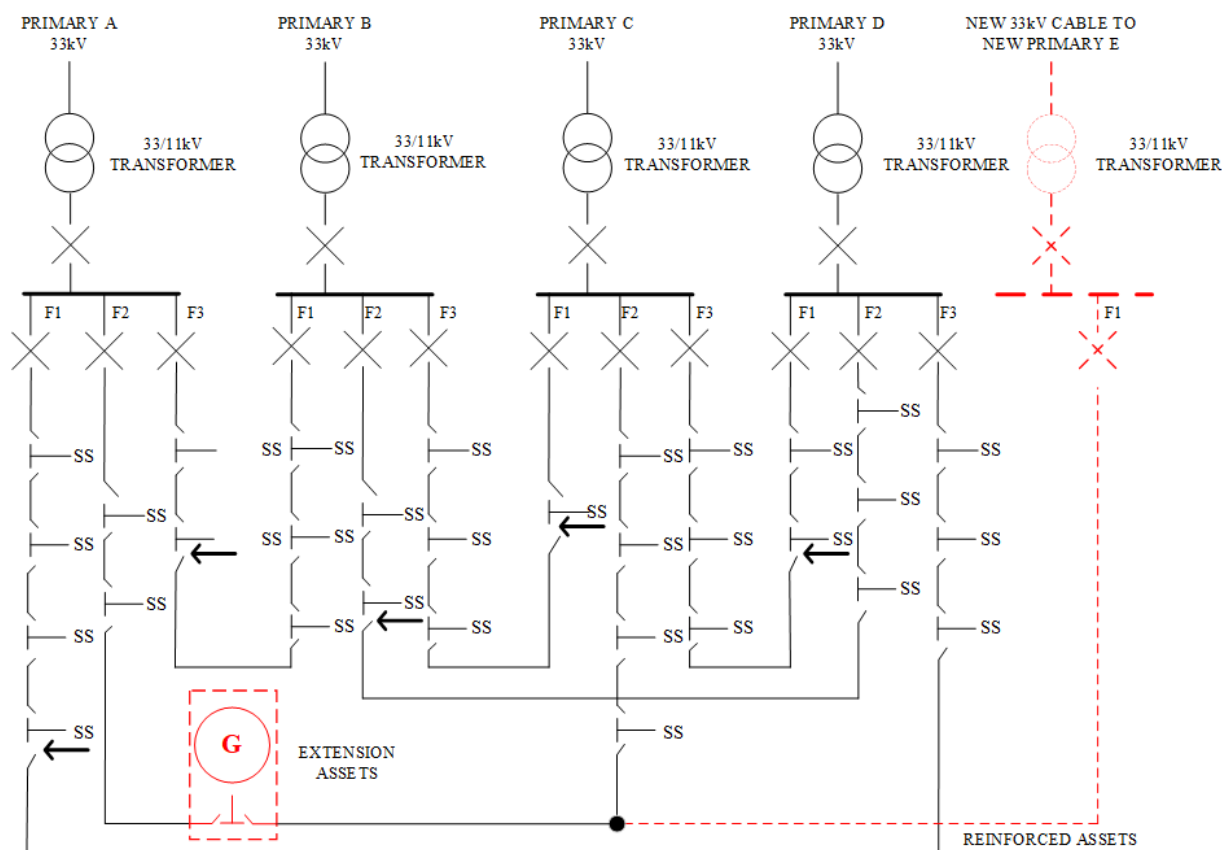 PRIMARY A
33kV
PRIMARY B
33kV
PRIMARY C
33kV
PRIMARY D
33kV
NEW 33kV CABLE TO
NEW PRIMARY E
33/11kV
TRANSFORMER
33/11kV
TRANSFORMER
33/11kV
TRANSFORMER
33/11kV
TRANSFORMER
33/11kV
TRANSFORMER
F1 F2 F3
F1 F2 F3
F1 F2 F3
F1 F2 F3
F1
SS
SS SS SS SS SS SS SS SS
SS
SS SS SS SS
SS SS SS SS SS SS SS SS
SS SS SS SS
SS SS SS SS SS SS
SS SS
G
EXTENSION
ASSETS
REINFORCED ASSETS